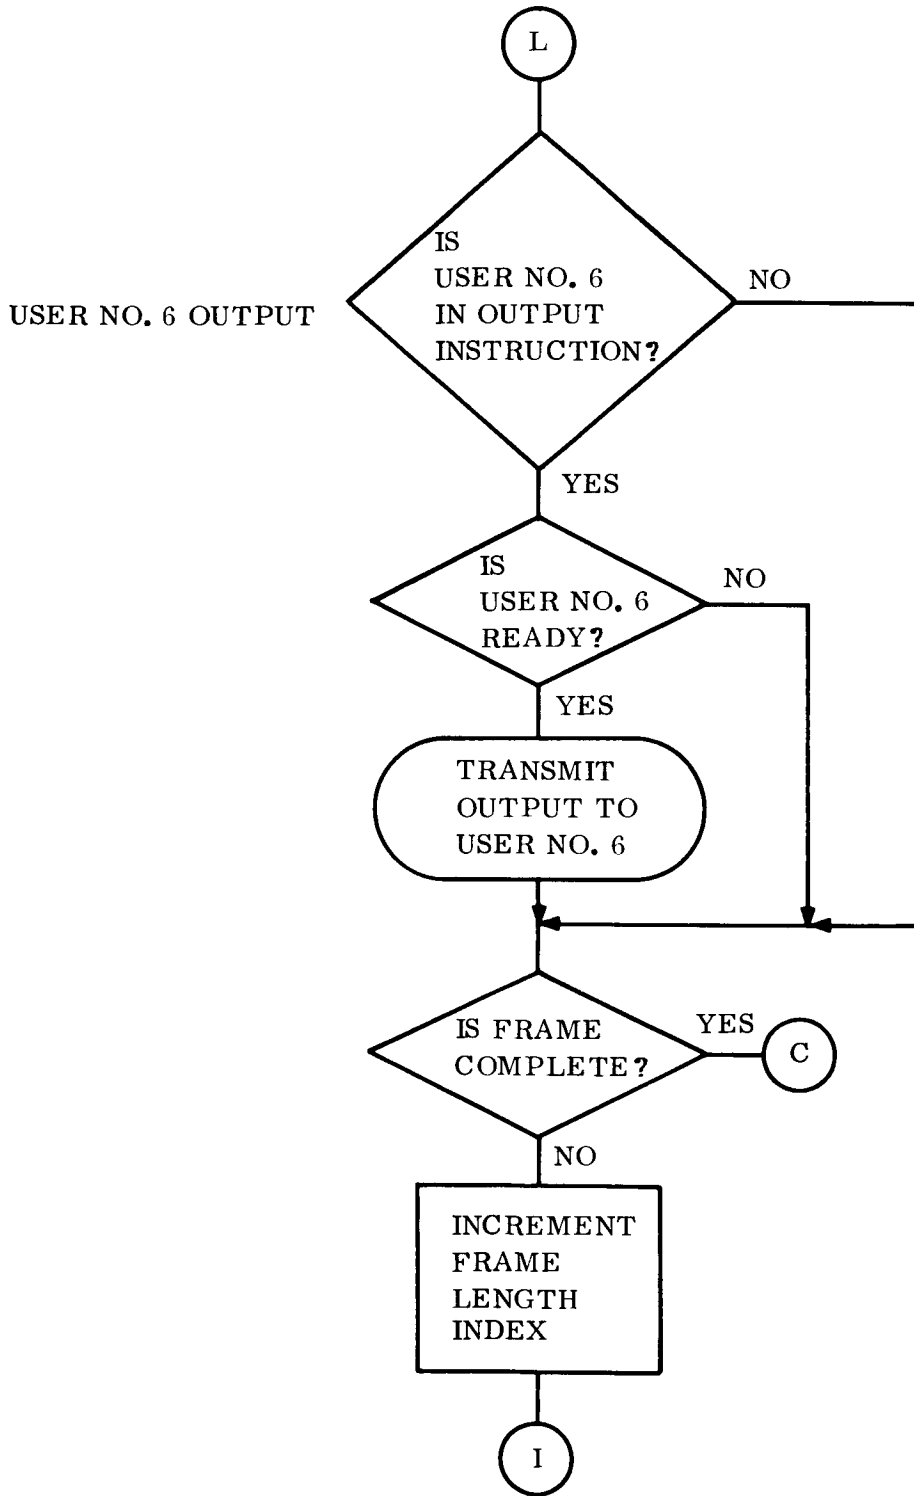 L
IS
USER NO. 6
IN OUTPUT
INSTRUCTION?
NO
USER NO. 6 OUTPUT
YES
IS
USER NO. 6
READY?
NO
YES
TRANSMIT
OUTPUT TO
USER NO. 6
IS FRAME
COMPLETE?
YES
C
NO
INCREMENT
FRAME
LENGTH
INDEX
I